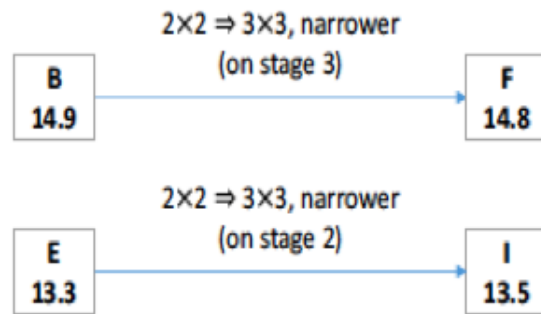 2×2 ⇒ 3×3, narrower
(on stage 3)
B
14.9
F
14.8
2×2 ⇒ 3×3, narrower
(on stage 2)
E
13.3
I
13.5